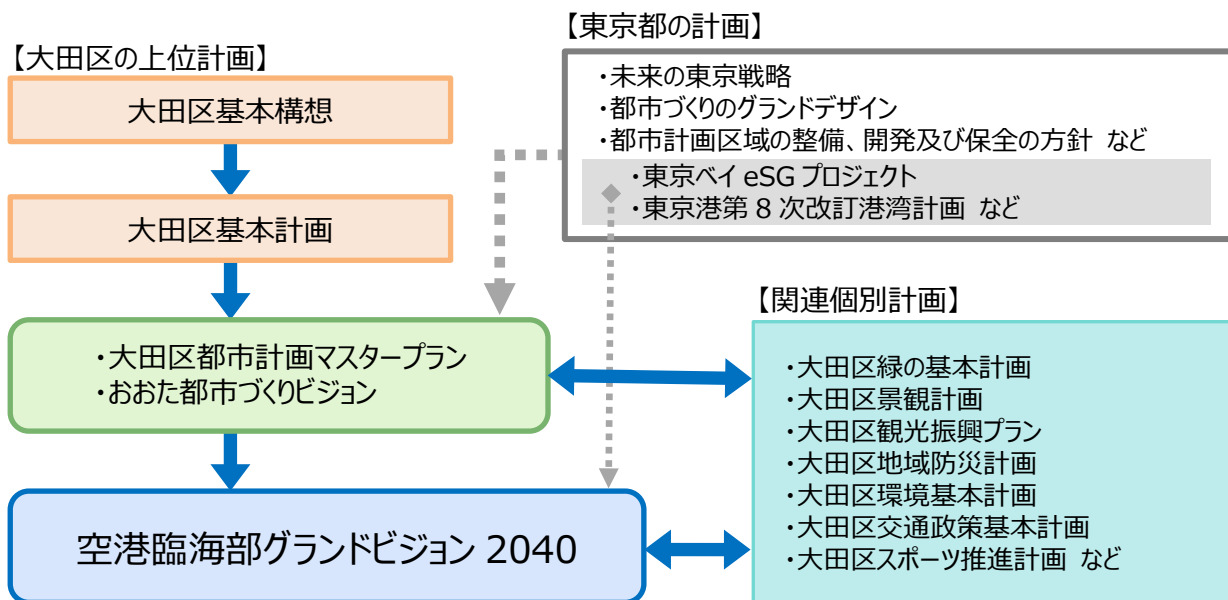 【大田区の上位計画】
大田区基本構想
大田区基本計画
・大田区都市計画マスタープラン
・おおた都市づくりビジョン
空港臨海部グランドビジョン 2040
【東京都の計画】
・未来の東京戦略
・都市づくりのグランドデザイン
・都市計画区域の整備、開発及び保全の方針 など
・東京ベイ eSG プロジェクト
・東京港第 8 次改訂港湾計画 など
【関連個別計画】
・大田区緑の基本計画
・大田区景観計画
・大田区観光振興プラン
・大田区地域防災計画
・大田区環境基本計画
・大田区交通政策基本計画
・大田区スポーツ推進計画 など